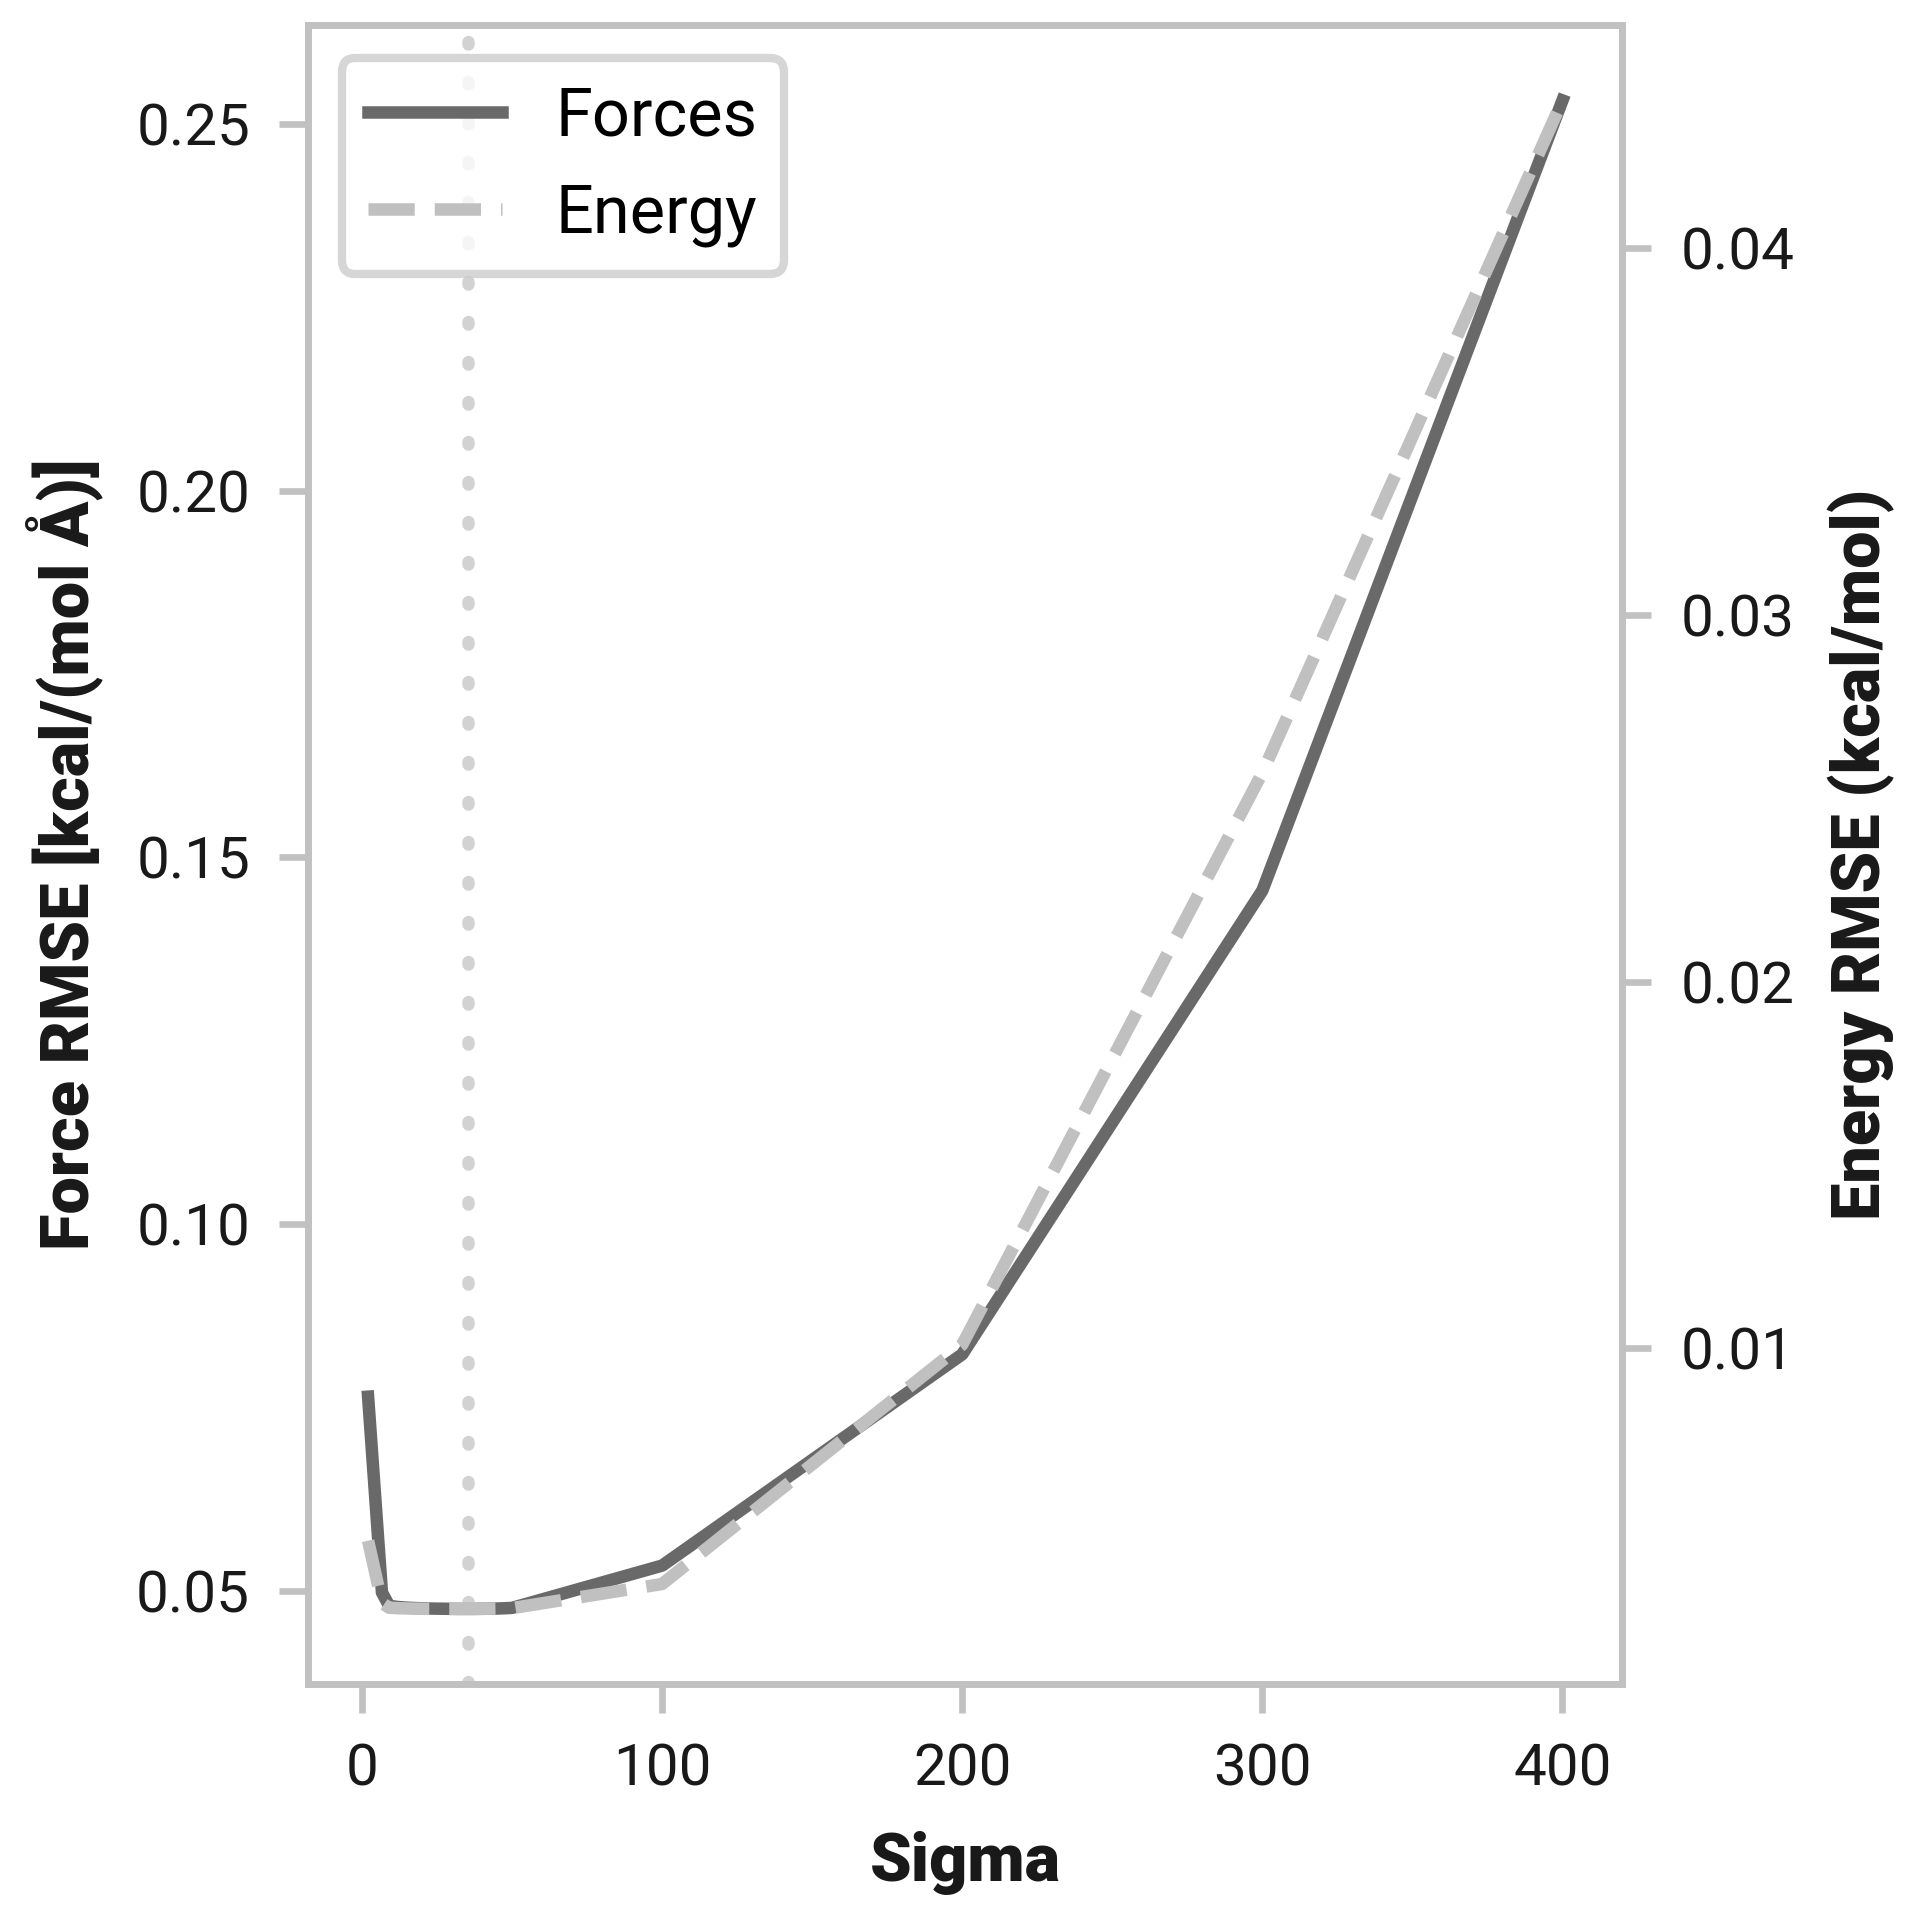 Forces
Energy
0.25
0.20
0.15
0.10
0.05
Force RMSE [kcal/(mol Å)]
0.04
0.03
0.02
0.01
Energy RMSE (kcal/mol)
0 100 200 300 400
Sigma